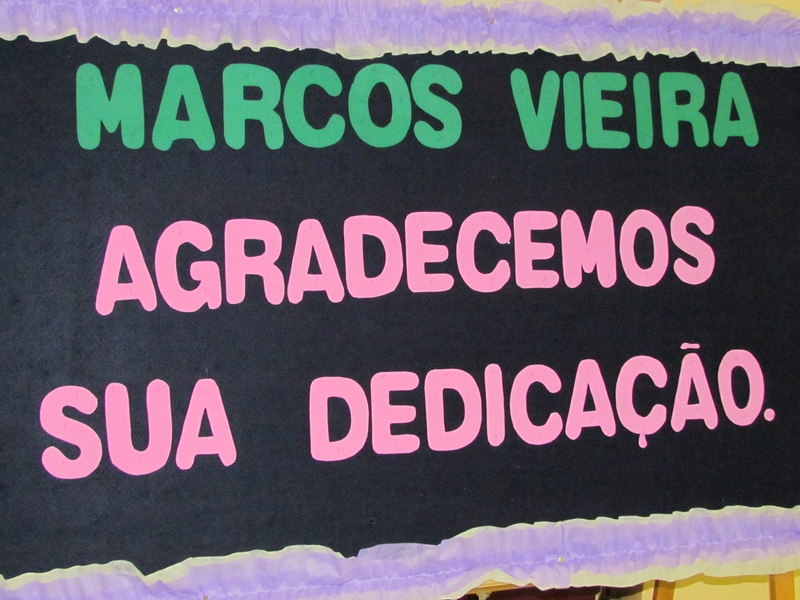 MARCOS VIEIRA
AGRADECEMOS
SUA DEDICAÇÃO.